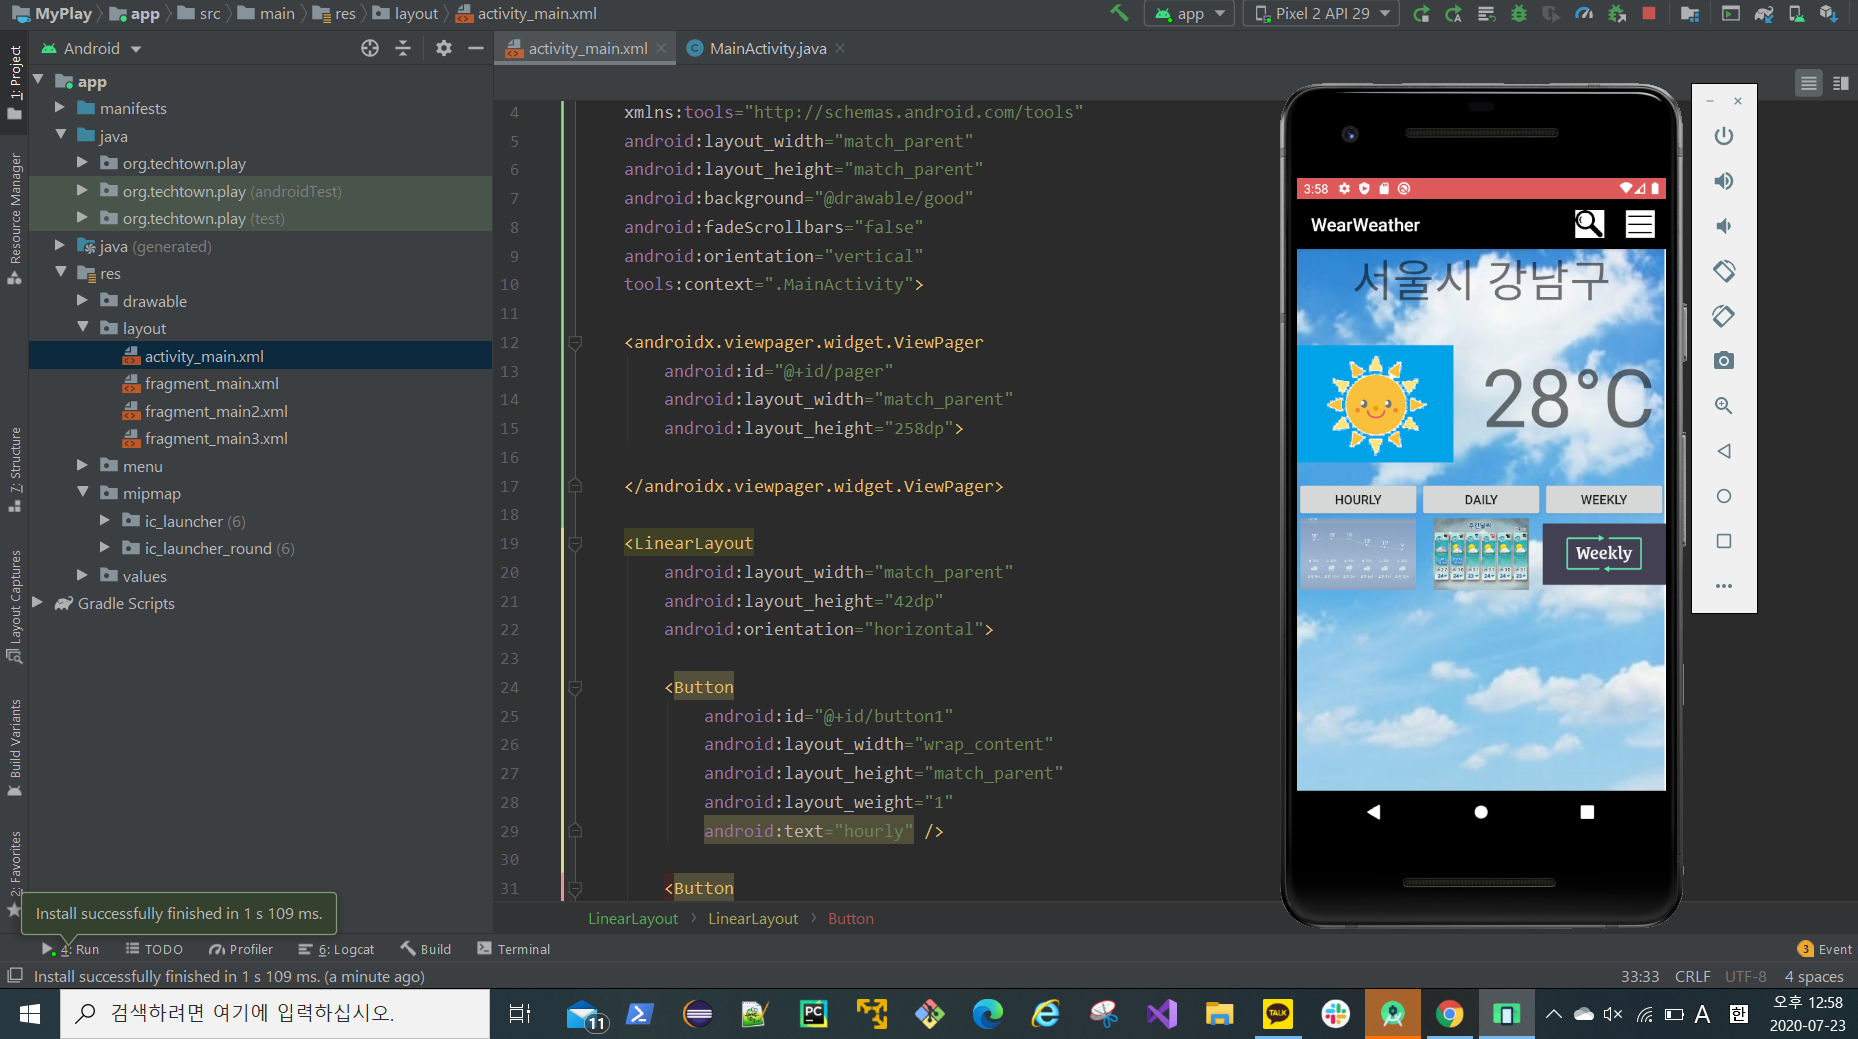 MyPlay app src main res layout activity_main.xml
app Pixel 2 API 29
Android
activity_main.xml MainActivity.java
1: Project
Resource Manager
7: Structure
Layout Captures
Build Variants
2: Favorites
app
manifests
java
org.techtown.play
org.techtown.play (androidTest)
org.techtown.play (test)
java (generated)
res
drawable
layout
activity_main.xml
fragment_main.xml
fragment_main2.xml
fragment_main3.xml
menu
mipmap
ic_launcher (6)
ic_launcher_round (6)
values
Gradle Scripts
4 xmlns:tools="http://schemas.android.com/tools"
5 android:layout_width="match_parent"
6 android:layout_height="match_parent"
7 android:background="@drawable/good"
8 android:fadeScrollbars="false"
9 android:orientation="vertical"
10 tools:context=".MainActivity">
11
12 <androidx.viewpager.widget.ViewPager
13 android:id="@+id/pager"
14 android:layout_width="match_parent"
15 android:layout_height="258dp">
16
17 </androidx.viewpager.widget.ViewPager>
18
19 <LinearLayout
20 android:layout_width="match_parent"
21 android:layout_height="42dp"
22 android:orientation="horizontal">
23
24 <Button
25 android:id="@+id/button1"
26 android:layout_width="wrap_content"
27 android:layout_height="match_parent"
28 android:layout_weight="1"
29 android:text="hourly" />
30
31 <Button
LinearLayout LinearLayout Button
3:58
WearWeather
서울시 강남구
28°C
HOURLY DAILY WEEKLY
주간날씨
Weekly
Install successfully finished in 1 s 109 ms.
4: Run TODO Profiler 6: Logcat Build Terminal
3 Event
Install successfully finished in 1 s 109 ms. (a minute ago)
33:33 CRLF UTF-8 4 spaces
검색하려면 여기에 입력하십시오.
11
PC
TALK
A 한
오후 12:58
2020-07-23